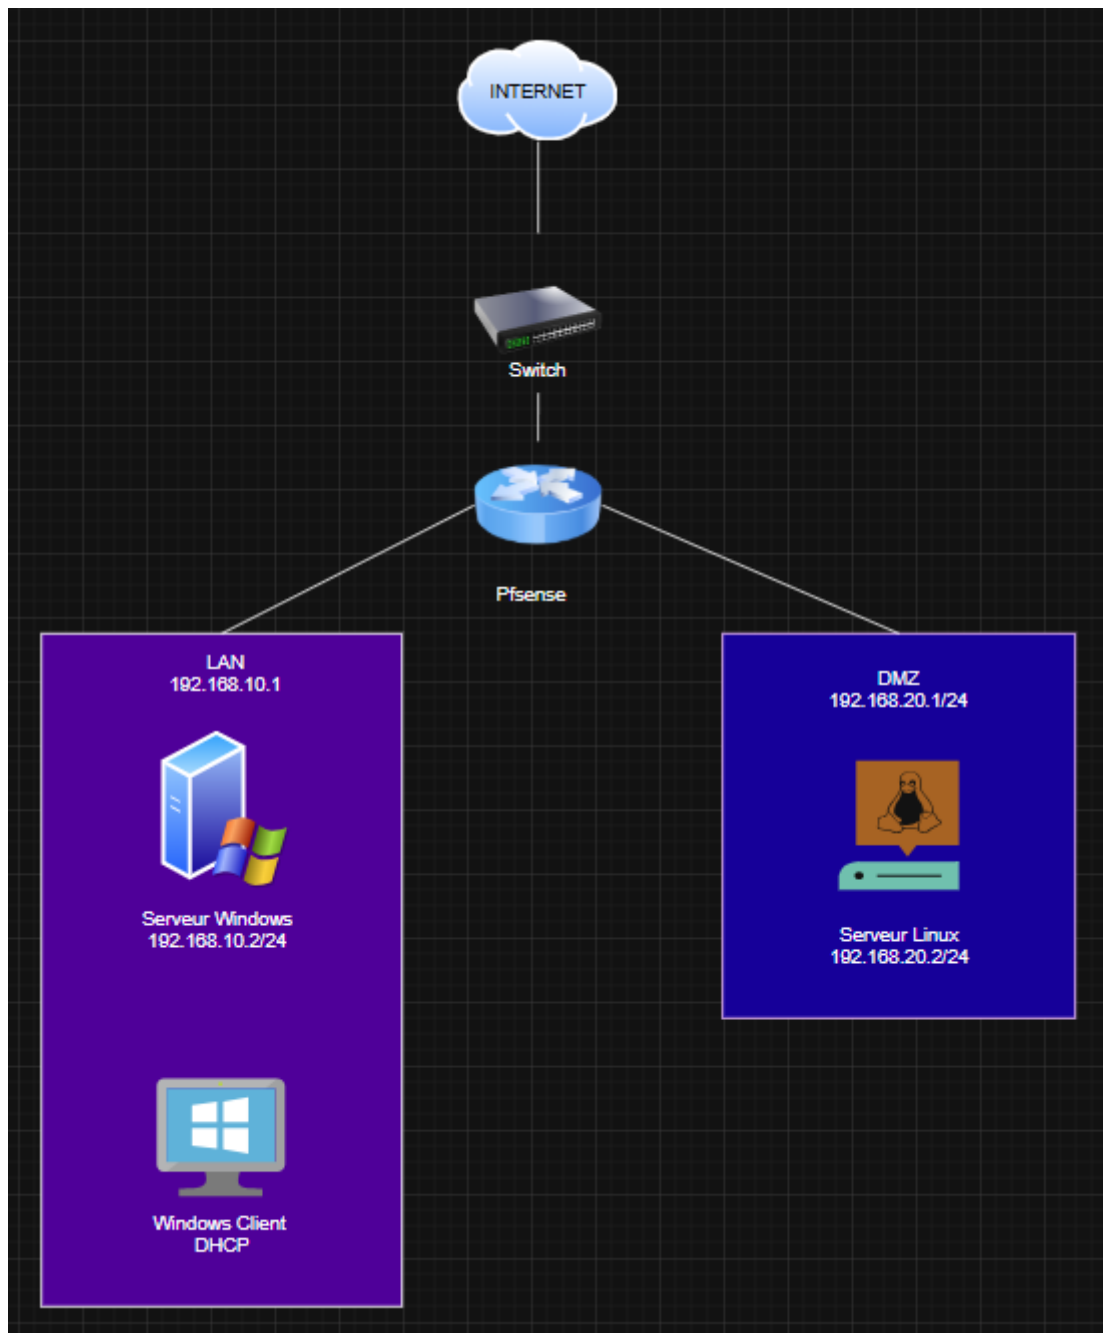 INTERNET
Switch
Pfsense
LAN
192.168.10.1
DMZ
192.168.20.1/24
Serveur Windows
192.168.10.2/24
Serveur Linux
192.168.20.2/24
Windows Client
DHCP